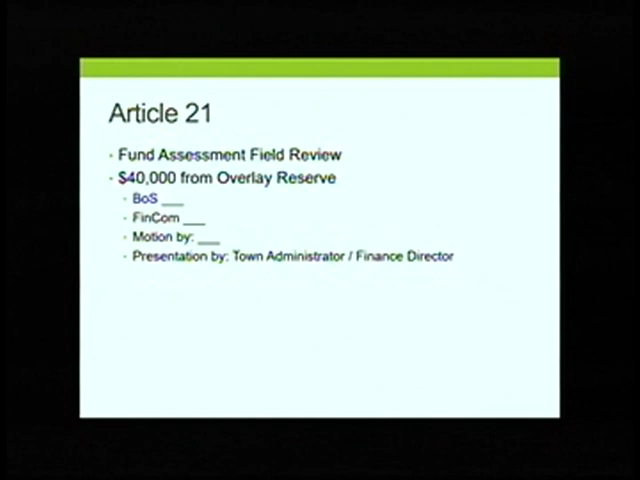 Article 21
· Fund Assessment Field Review
· $40,000 from Overlay Reserve
· BoS ___
· FinCom ___
· Motion by: ___
· Presentation by: Town Administrator / Finance Director